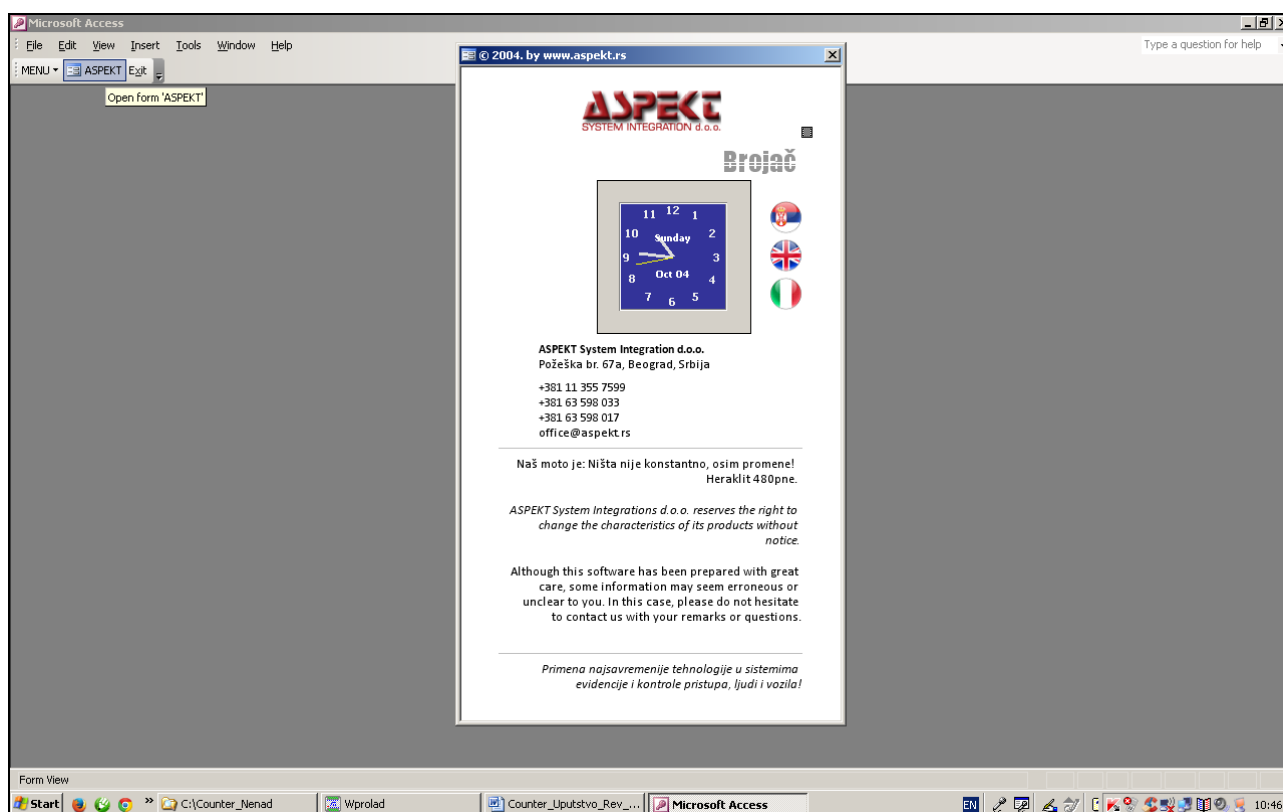 Microsoft Access
File Edit View Insert Tools Window Help
Type a question for help
MENU ASPEKT Exit
Open form 'ASPEKT'
© 2004. by www.aspekt.rs
ASPEKT
SYSTEM INTEGRATION d.o.o.
Brojač
11 12 1
10 Sunday 2
9 3
8 Oct 04 4
7 6 5
ASPEKT System Integration d.o.o.
Požeška br. 67a, Beograd, Srbija
+381 11 355 7599
+381 63 598 033
+381 63 598 017
office@aspekt.rs
Naš moto je: Ništa nije konstantno, osim promene!
Heraklit 480pne.
ASPEKT System Integrations d.o.o. reserves the right to
change the characteristics of its products without
notice.
Although this software has been prepared with great
care, some information may seem erroneous or
unclear to you. In this case, please do not hesitate
to contact us with your remarks or questions.
Primena najsavremenije tehnologije u sistemima
evidencije i kontrole pristupa, ljudi i vozila!
Form View
Start » C:\Counter_Nenad Wprolad Counter_Uputstvo_Rev_... Microsoft Access EN 10:46